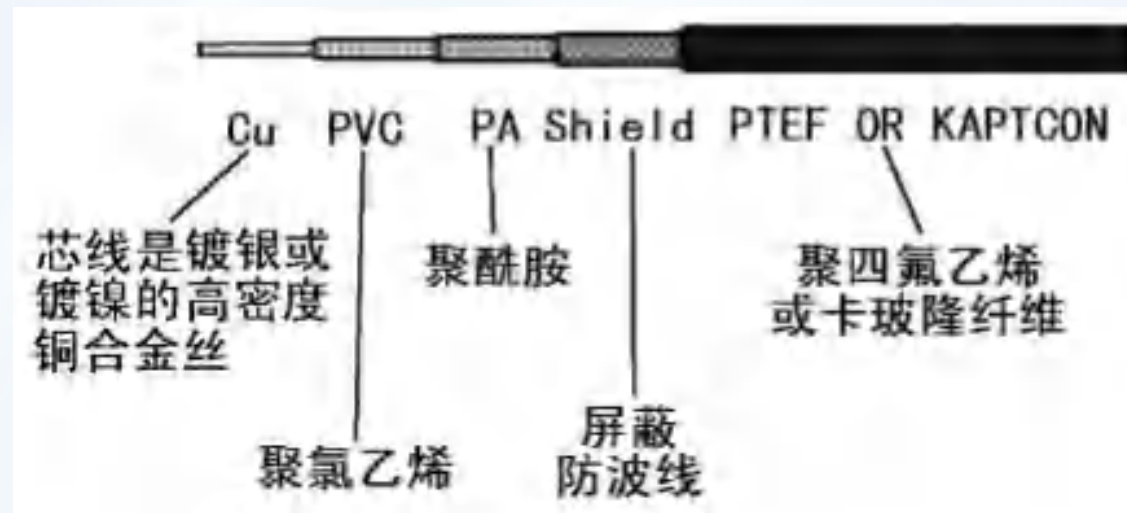 Cu PVC PA Shield PTEF OR KAPTCON
芯线是镀银或
镀镍的高密度
铜合金丝
聚氯乙烯
聚酰胺
屏蔽
防波线
聚四氟乙烯
或卡玻隆纤维